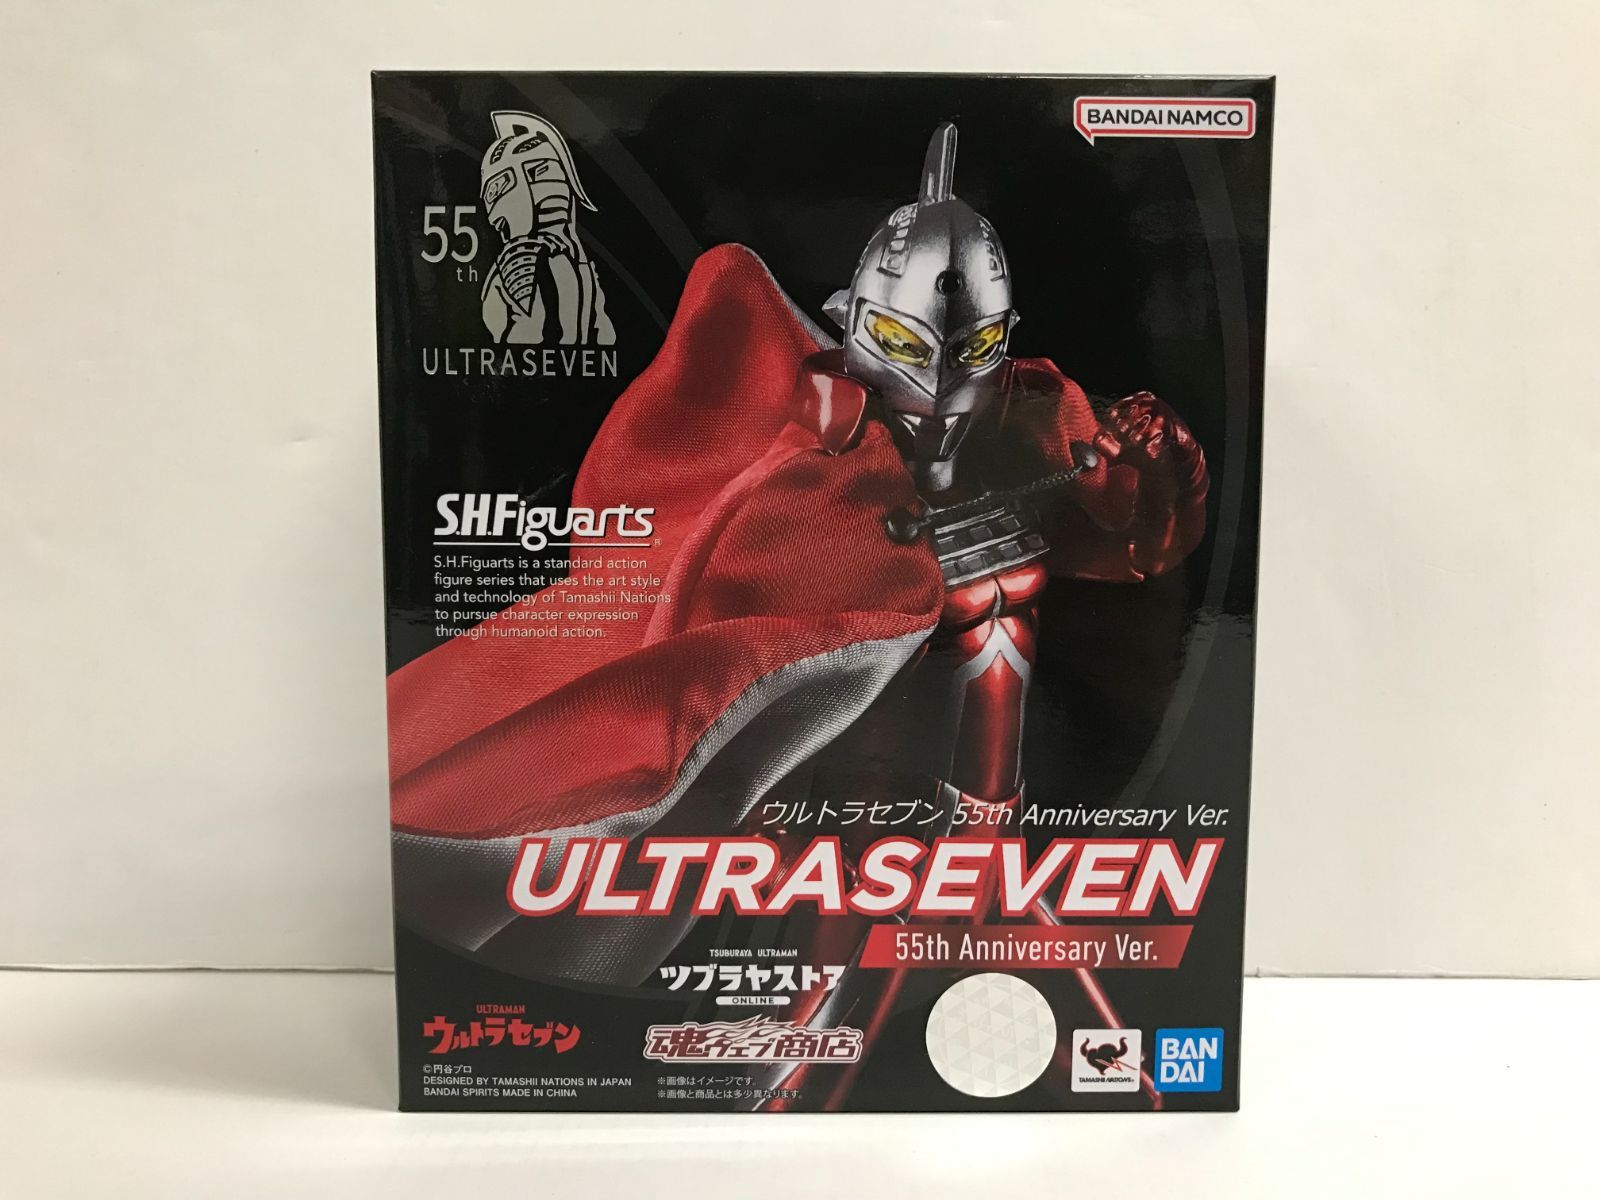 BANDAI NAMCO
55
th
ULTRASEVEN
S.H.Figuarts
®
S.H.Figuarts is a standard action
figure series that uses the art style
and technology of Tamashii Nations
to pursue character expression
through humanoid action.
ウルトラセブン 55th Anniversary Ver.
ULTRASEVEN
55th Anniversary Ver.
TSUBURAYA ULTRAMAN
ツブラヤストア
ONLINE
ULTRAMAN
ウルトラセブン
魂ウェブ商店
©円谷プロ
DESIGNED BY TAMASHII NATIONS IN JAPAN
BANDAI SPIRITS MADE IN CHINA
※画像はイメージです。
※画像と商品とは多少異なります。
TAMASHII NATIONS®
BAN
DAI